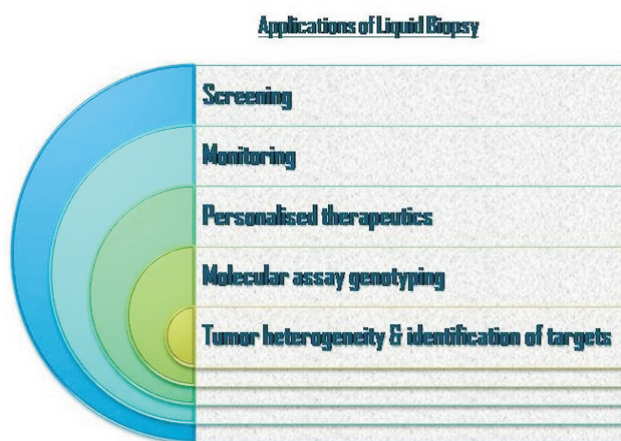 Applications of Liquid Biopsy
Screening
Monitoring
Personalised therapeutics
Molecular assay genotyping
Tumor heterogeneity & identification of targets